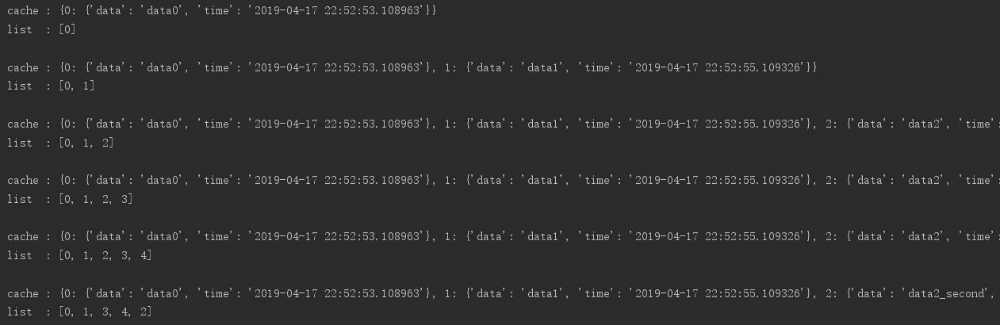 cache : {0: {'data': 'data0', 'time': '2019-04-17 22:52:53.108963'}}
list  : [0]
cache : {0: {'data': 'data0', 'time': '2019-04-17 22:52:53.108963'}, 1: {'data': 'data1', 'time': '2019-04-17 22:52:55.109326'}}
list  : [0, 1]
cache : {0: {'data': 'data0', 'time': '2019-04-17 22:52:53.108963'}, 1: {'data': 'data1', 'time': '2019-04-17 22:52:55.109326'}, 2: {'data': 'data2', 'time':
list  : [0, 1, 2]
cache : {0: {'data': 'data0', 'time': '2019-04-17 22:52:53.108963'}, 1: {'data': 'data1', 'time': '2019-04-17 22:52:55.109326'}, 2: {'data': 'data2', 'time':
list  : [0, 1, 2, 3]
cache : {0: {'data': 'data0', 'time': '2019-04-17 22:52:53.108963'}, 1: {'data': 'data1', 'time': '2019-04-17 22:52:55.109326'}, 2: {'data': 'data2', 'time':
list  : [0, 1, 2, 3, 4]
cache : {0: {'data': 'data0', 'time': '2019-04-17 22:52:53.108963'}, 1: {'data': 'data1', 'time': '2019-04-17 22:52:55.109326'}, 2: {'data': 'data2_second',
list  : [0, 1, 3, 4, 2]